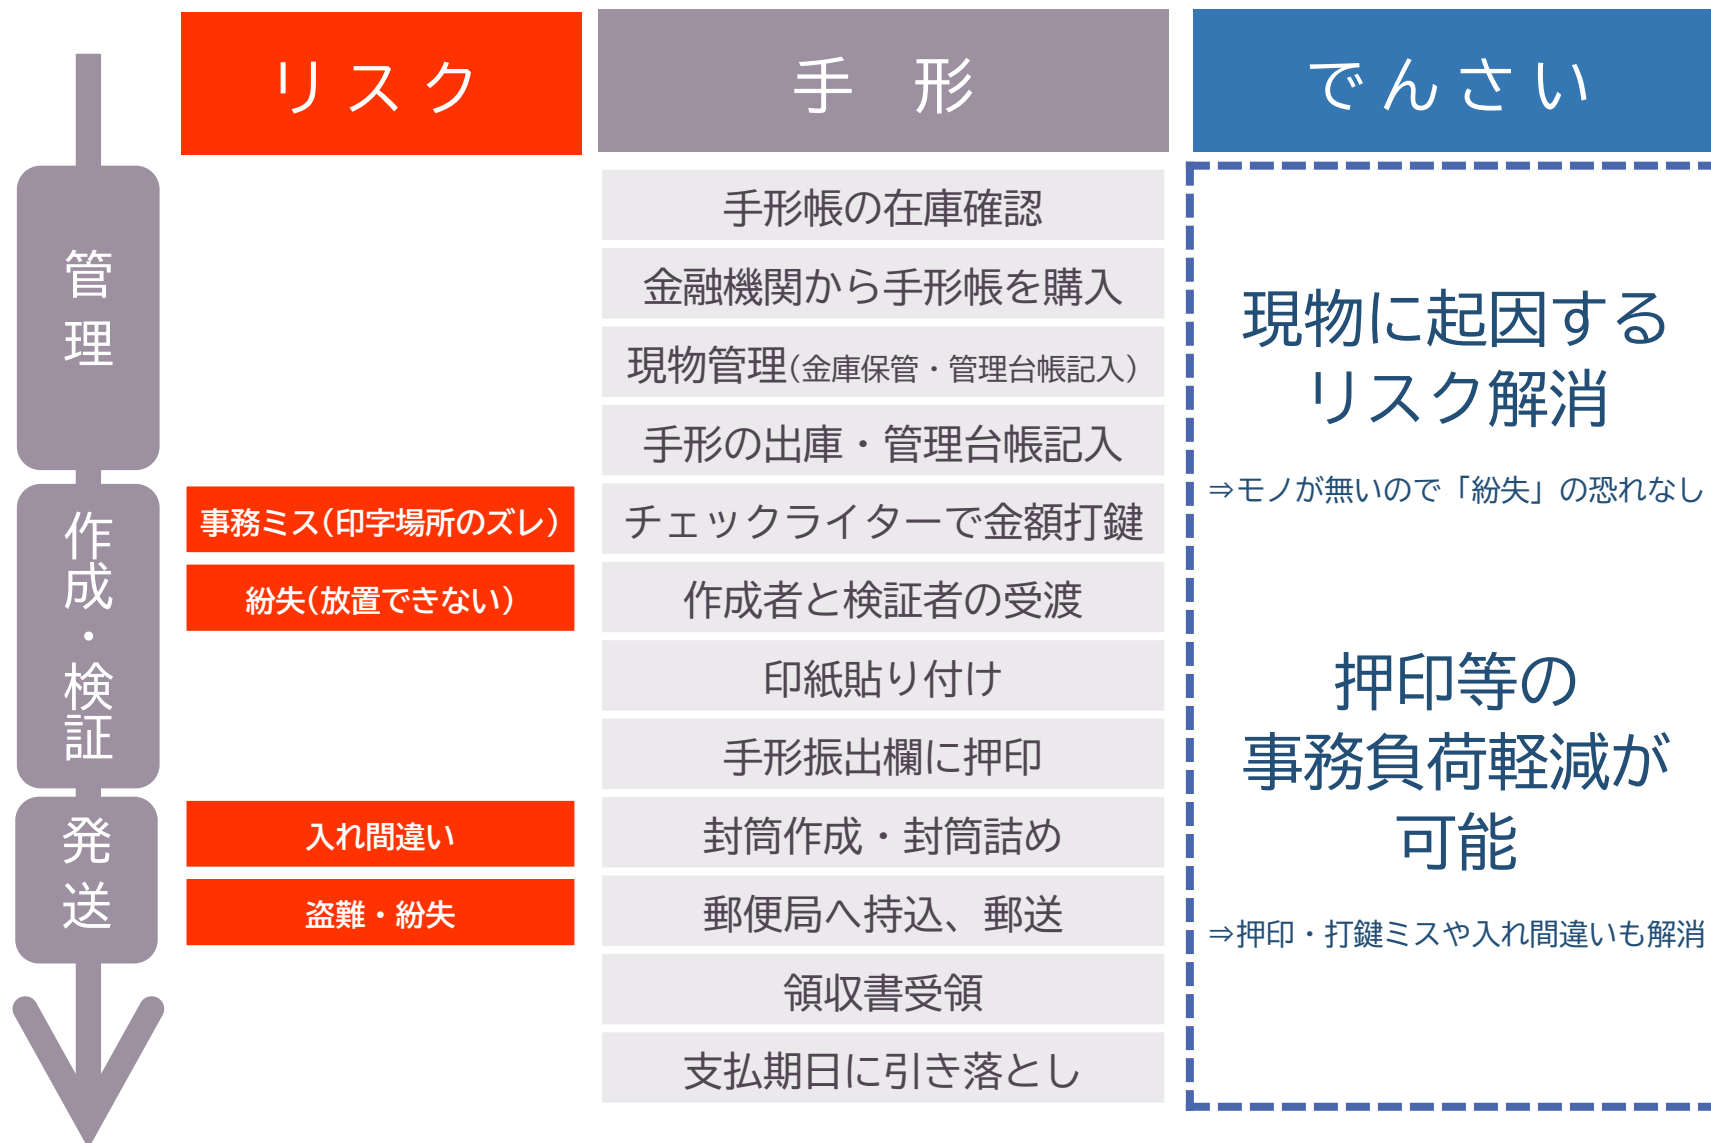 リスク
手形
でんさい
管理
手形帳の在庫確認
金融機関から手形帳を購入
現物管理(金庫保管・管理台帳記入)
手形の出庫・管理台帳記入
作成・検証
事務ミス(印字場所のズレ)
チェックライターで金額打鍵
紛失(放置できない)
作成者と検証者の受渡
印紙貼り付け
手形振出欄に押印
発送
入れ間違い
封筒作成・封筒詰め
盗難・紛失
郵便局へ持込、郵送
領収書受領
支払期日に引き落とし
現物に起因する
リスク解消
⇒モノが無いので「紛失」の恐れなし
押印等の
事務負荷軽減が
可能
⇒押印・打鍵ミスや入れ間違いも解消